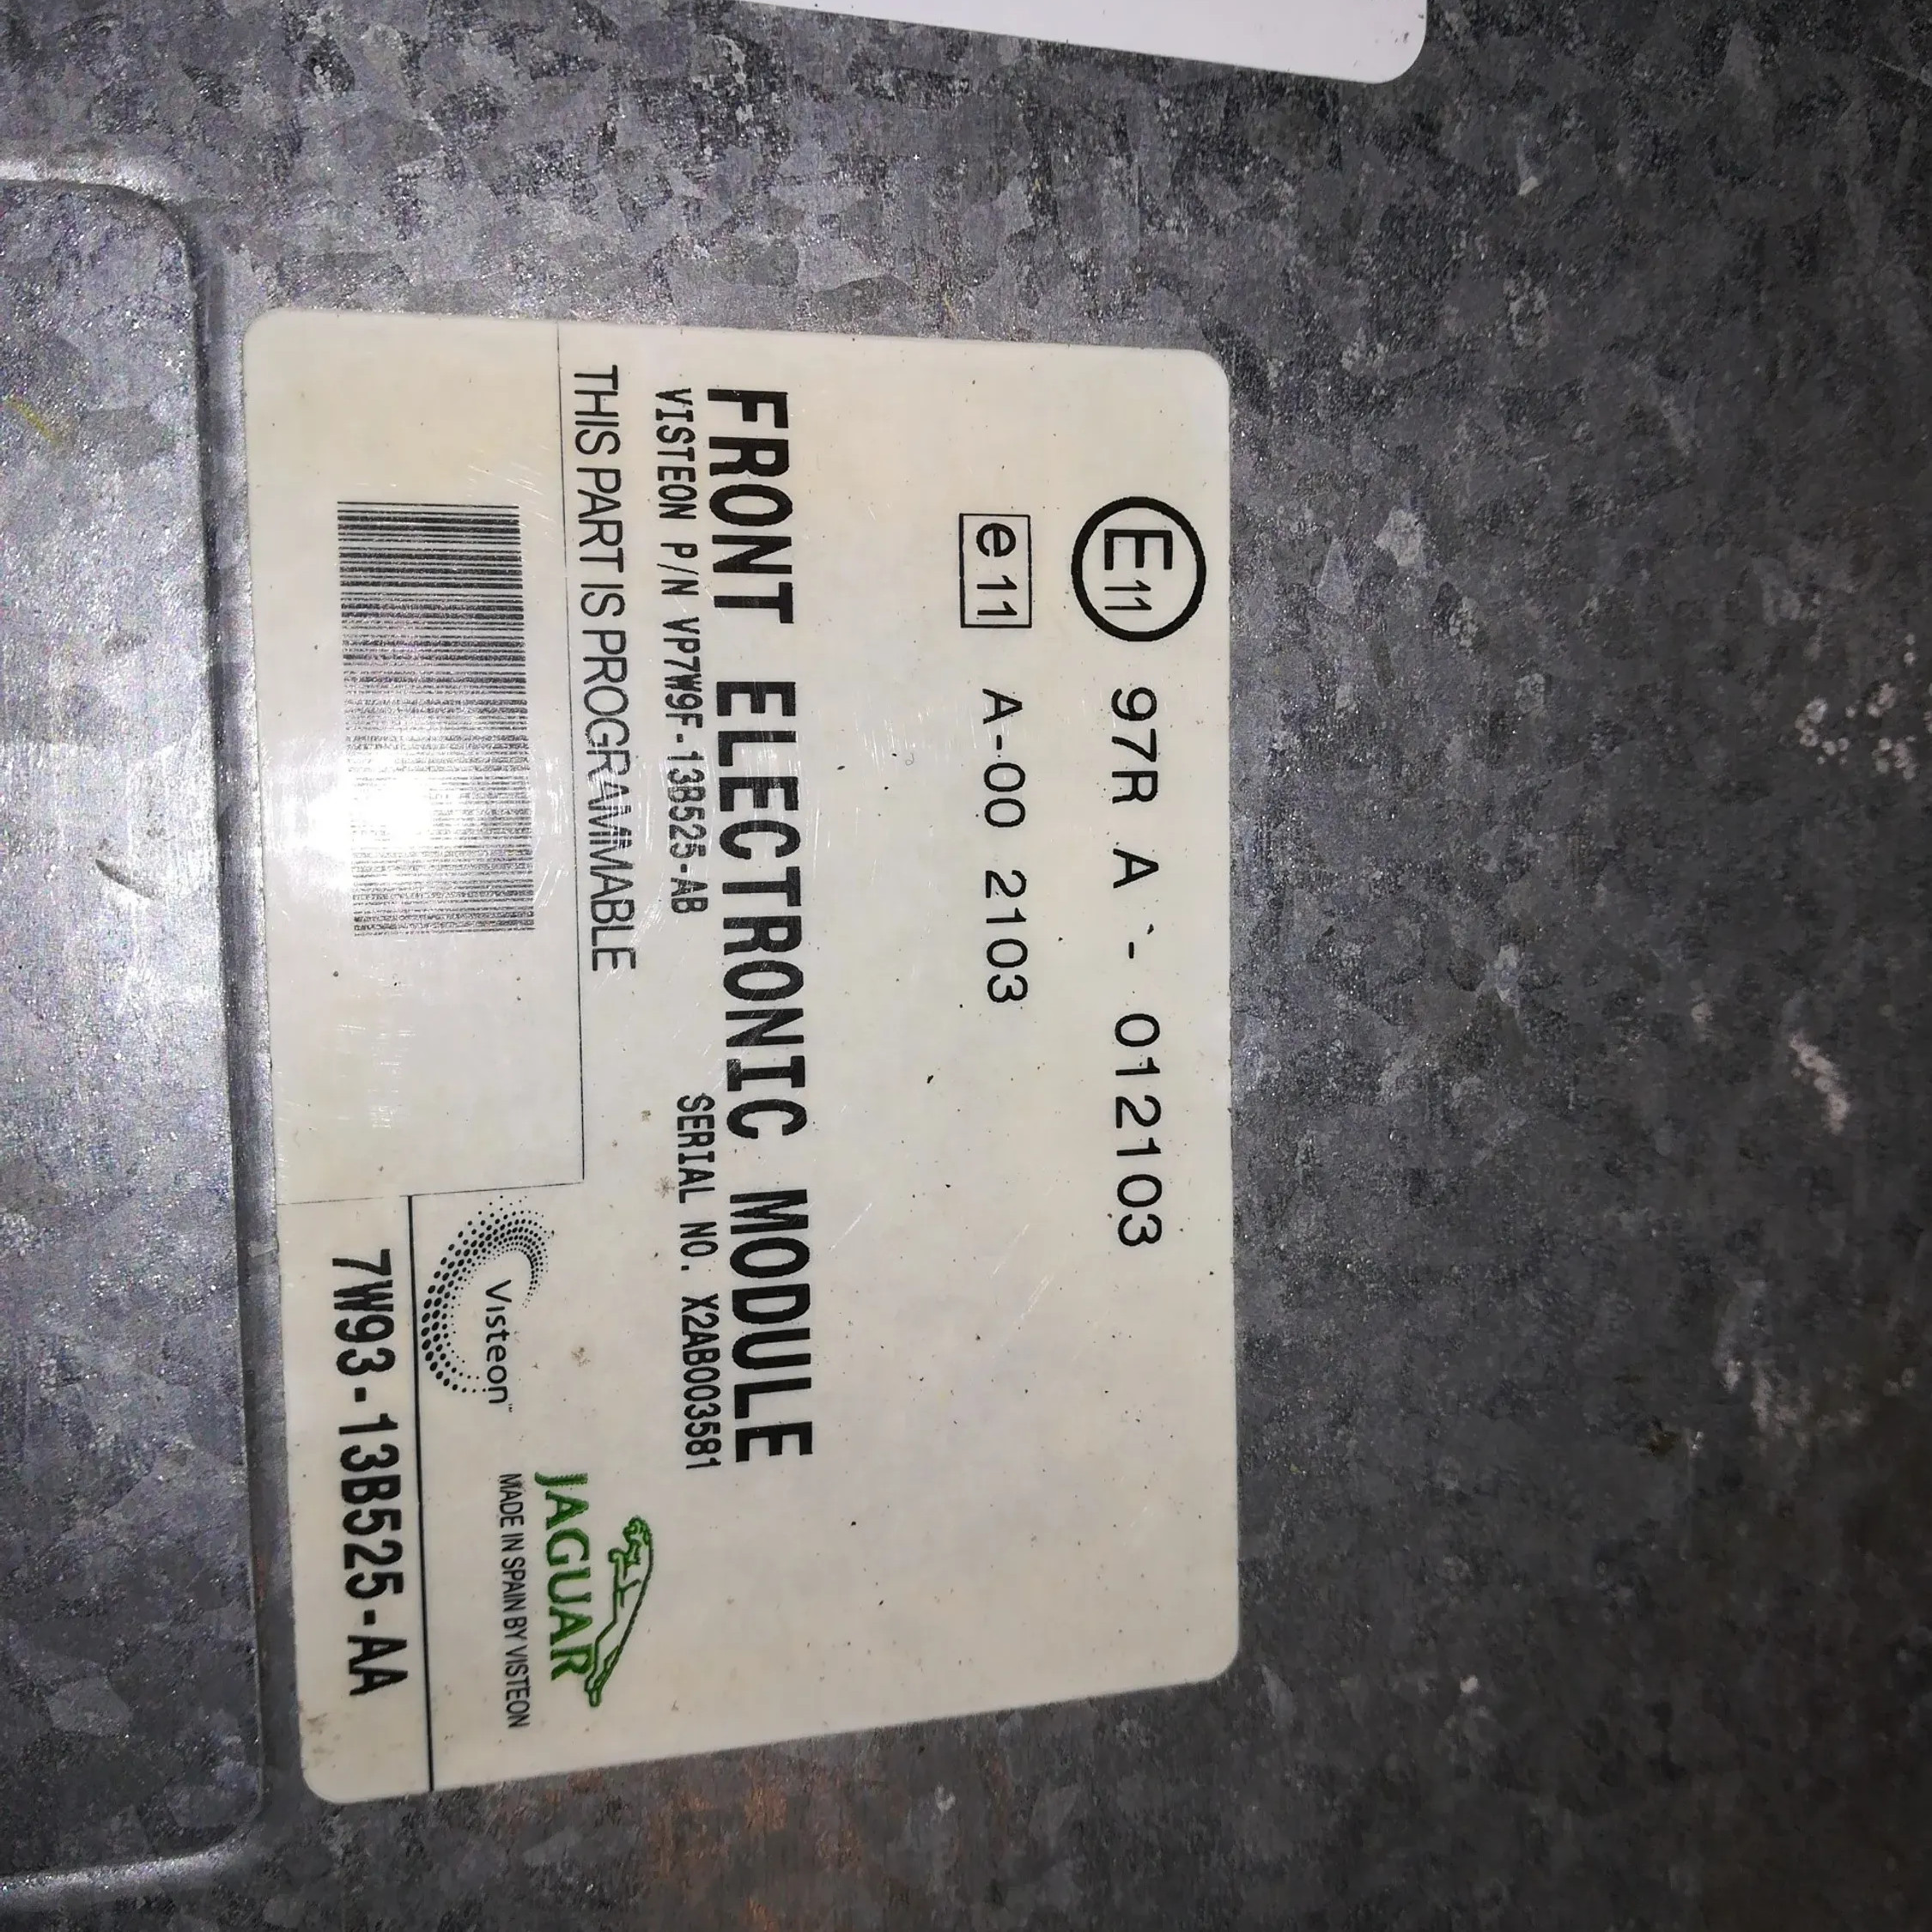 E11 97R A - 012103
e11 A-00 2103
FRONT ELECTRONIC MODULE
VISTEON P/N VP7W9F-13B525-AB SERIAL NO. X2AB003581
THIS PART IS PROGRAMMABLE
JAGUAR
Visteon™
MADE IN SPAIN BY VISTEON
7W93-13B525-AA